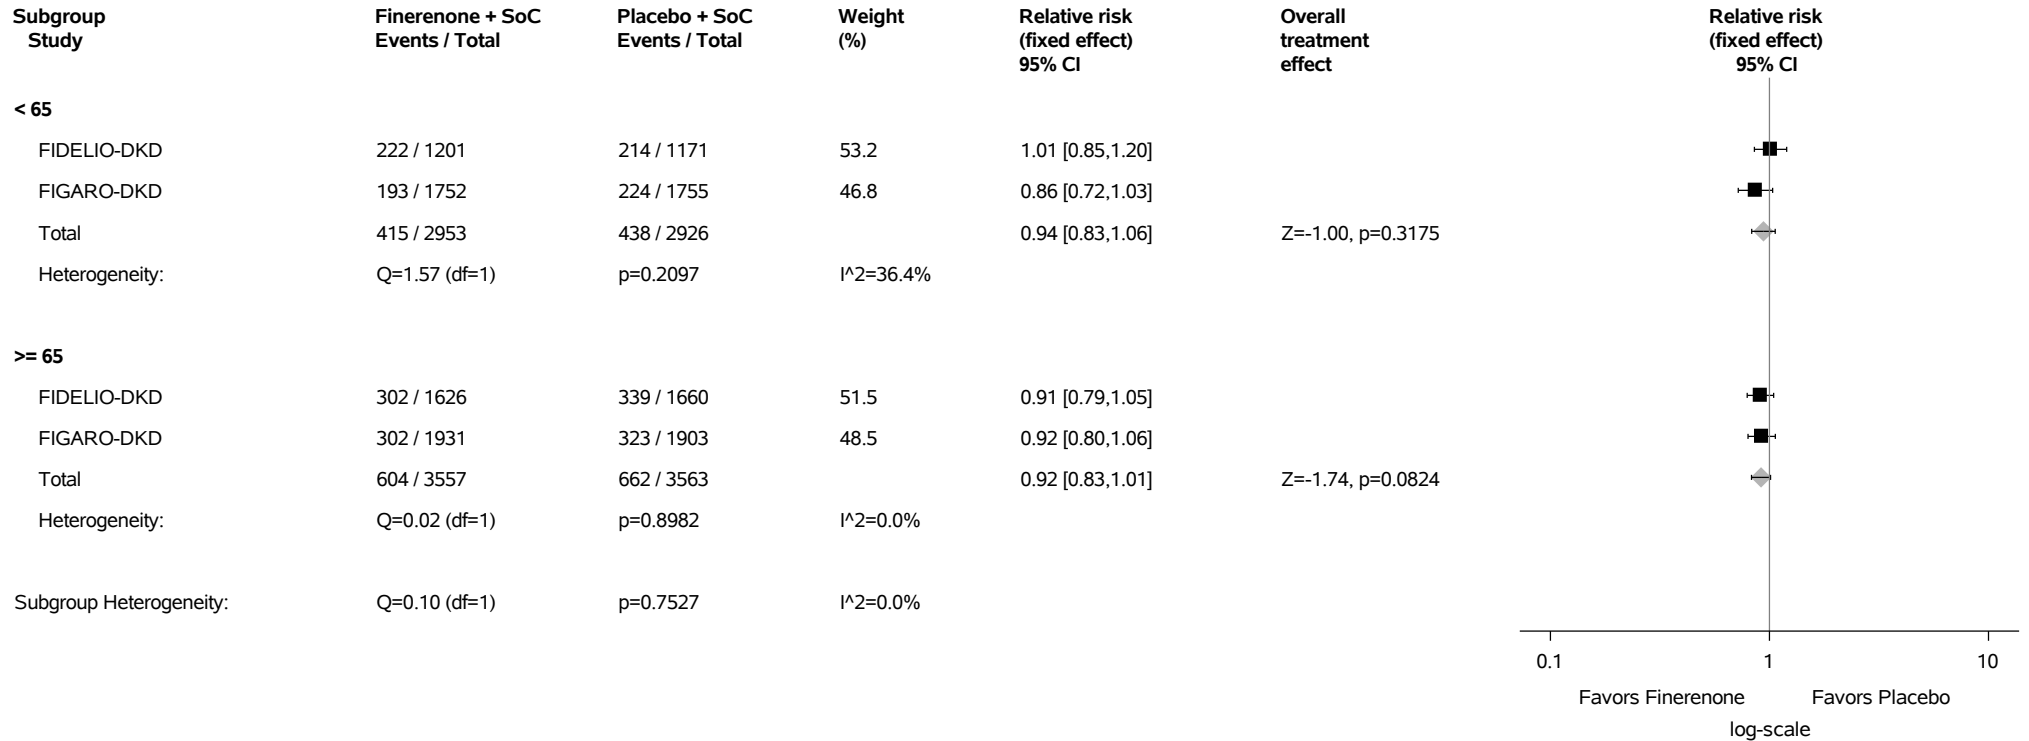 Subgroup Finerenone + SoC Placebo + SoC Weight Relative risk Overall Relative risk
Study Events / Total Events / Total (%) (fixed effect) treatment (fixed effect)
95% CI effect 95% CI
< 65
FIDELIO-DKD 222 / 1201 214 / 1171 53.2 1.01 [0.85,1.20]
FIGARO-DKD 193 / 1752 224 / 1755 46.8 0.86 [0.72,1.03]
Total 415 / 2953 438 / 2926 0.94 [0.83,1.06] Z=-1.00, p=0.3175
Heterogeneity: Q=1.57 (df=1) p=0.2097 I^2=36.4%
>= 65
FIDELIO-DKD 302 / 1626 339 / 1660 51.5 0.91 [0.79,1.05]
FIGARO-DKD 302 / 1931 323 / 1903 48.5 0.92 [0.80,1.06]
Total 604 / 3557 662 / 3563 0.92 [0.83,1.01] Z=-1.74, p=0.0824
Heterogeneity: Q=0.02 (df=1) p=0.8982 I^2=0.0%
Subgroup Heterogeneity: Q=0.10 (df=1) p=0.7527 I^2=0.0%
0.1 1 10
Favors Finerenone Favors Placebo
log-scale